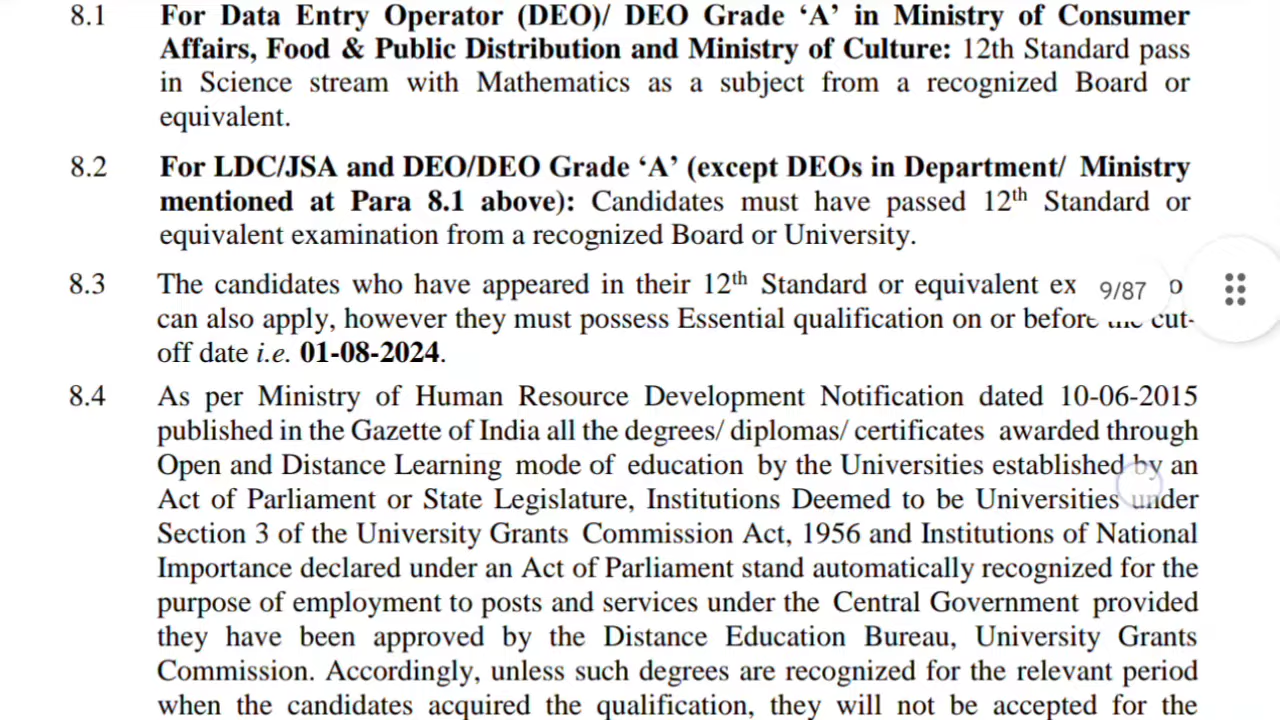 8.1 For Data Entry Operator (DEO)/ DEO Grade ‘A’ in Ministry of Consumer
Affairs, Food & Public Distribution and Ministry of Culture: 12th Standard pass
in Science stream with Mathematics as a subject from a recognized Board or
equivalent.
8.2 For LDC/JSA and DEO/DEO Grade ‘A’ (except DEOs in Department/ Ministry
mentioned at Para 8.1 above): Candidates must have passed 12th Standard or
equivalent examination from a recognized Board or University.
8.3 The candidates who have appeared in their 12th Standard or equivalent ex
9/87
can also apply, however they must possess Essential qualification on or before the cut-
off date i.e. 01-08-2024.
8.4 As per Ministry of Human Resource Development Notification dated 10-06-2015
published in the Gazette of India all the degrees/ diplomas/ certificates awarded through
Open and Distance Learning mode of education by the Universities established by an
Act of Parliament or State Legislature, Institutions Deemed to be Universities under
Section 3 of the University Grants Commission Act, 1956 and Institutions of National
Importance declared under an Act of Parliament stand automatically recognized for the
purpose of employment to posts and services under the Central Government provided
they have been approved by the Distance Education Bureau, University Grants
Commission. Accordingly, unless such degrees are recognized for the relevant period
when the candidates acquired the qualification, they will not be accepted for the